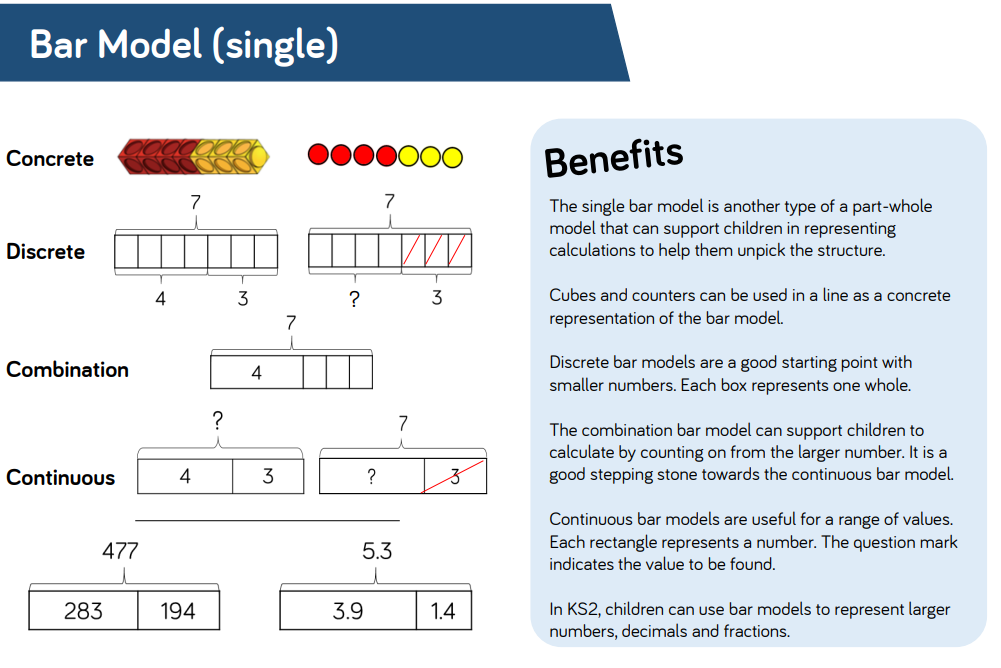 Bar Model (single)
Concrete
7
7
Discrete
4
3
?
3
7
Combination
4
?
7
Continuous
4
3
?
3
477
5.3
283
194
3.9
1.4
Benefits
The single bar model is another type of a part-whole
model that can support children in representing
calculations to help them unpick the structure.
Cubes and counters can be used in a line as a concrete
representation of the bar model.
Discrete bar models are a good starting point with
smaller numbers. Each box represents one whole.
The combination bar model can support children to
calculate by counting on from the larger number. It is a
good stepping stone towards the continuous bar model.
Continuous bar models are useful for a range of values.
Each rectangle represents a number. The question mark
indicates the value to be found.
In KS2, children can use bar models to represent larger
numbers, decimals and fractions.